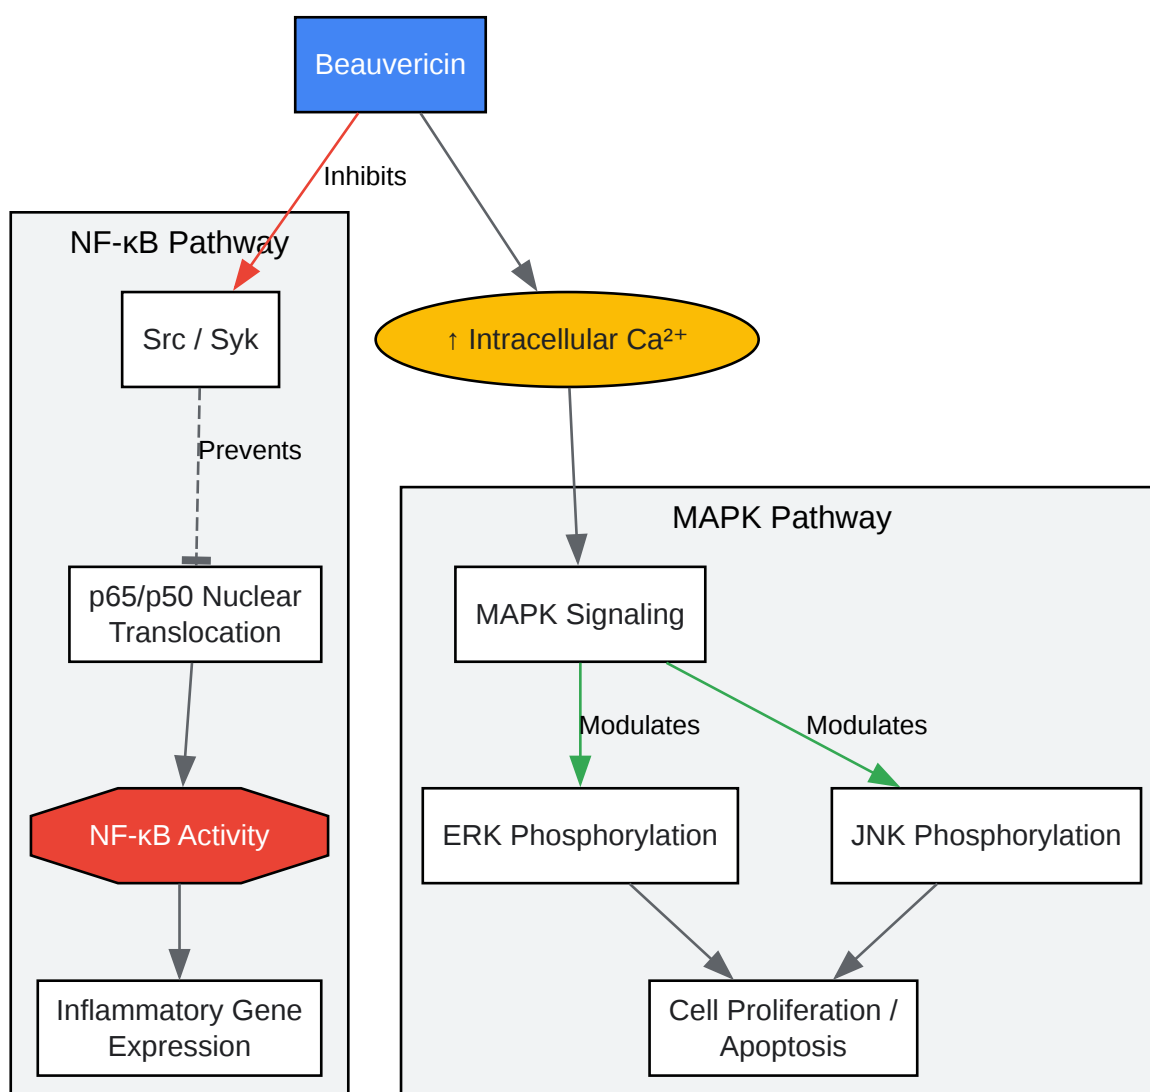 Beauvericin
Inhibits
NF-κB Pathway
Src / Syk
↑ Intracellular Ca²⁺
Prevents
MAPK Pathway
p65/p50 Nuclear
Translocation
MAPK Signaling
Modulates
Modulates
NF-κB Activity
ERK Phosphorylation
JNK Phosphorylation
Inflammatory Gene
Expression
Cell Proliferation /
Apoptosis